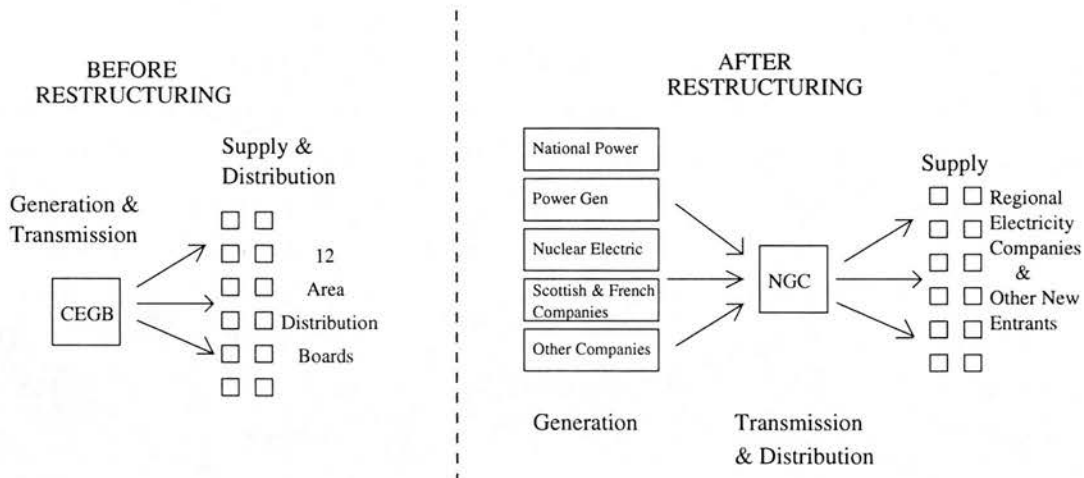 BEFORE
RESTRUCTURING
Supply &
Distribution
Generation &
Transmission
CEGB
12
Area
Distribution
Boards
AFTER
RESTRUCTURING
National Power
Power Gen
Nuclear Electric
Scottish & French
Companies
Other Companies
Generation
NGC
Transmission
& Distribution
Supply
Regional
Electricity
Companies
&
Other New
Entrants